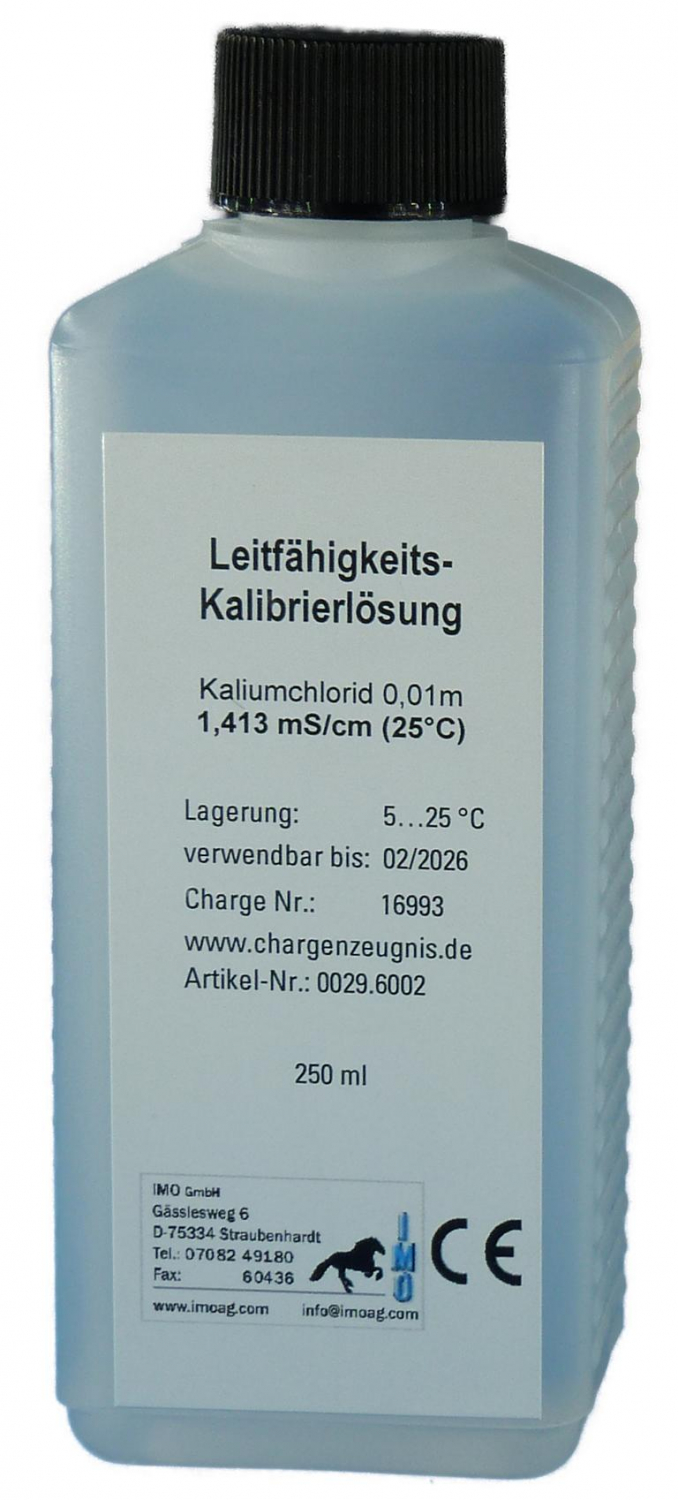 Leitfähigkeits-
Kalibrierlösung
Kaliumchlorid 0,01m
1,413 mS/cm (25°C)
Lagerung: 5...25 °C
verwendbar bis: 02/2026
Charge Nr.: 16993
www.chargenzeugnis.de
Artikel-Nr.: 0029.6002
250 ml
IMO GmbH
Gässlesweg 6
D-75334 Straubenhardt
Tel.: 07082 49180
Fax: 60436
www.imoag.com info@imoag.com
IMO
CE